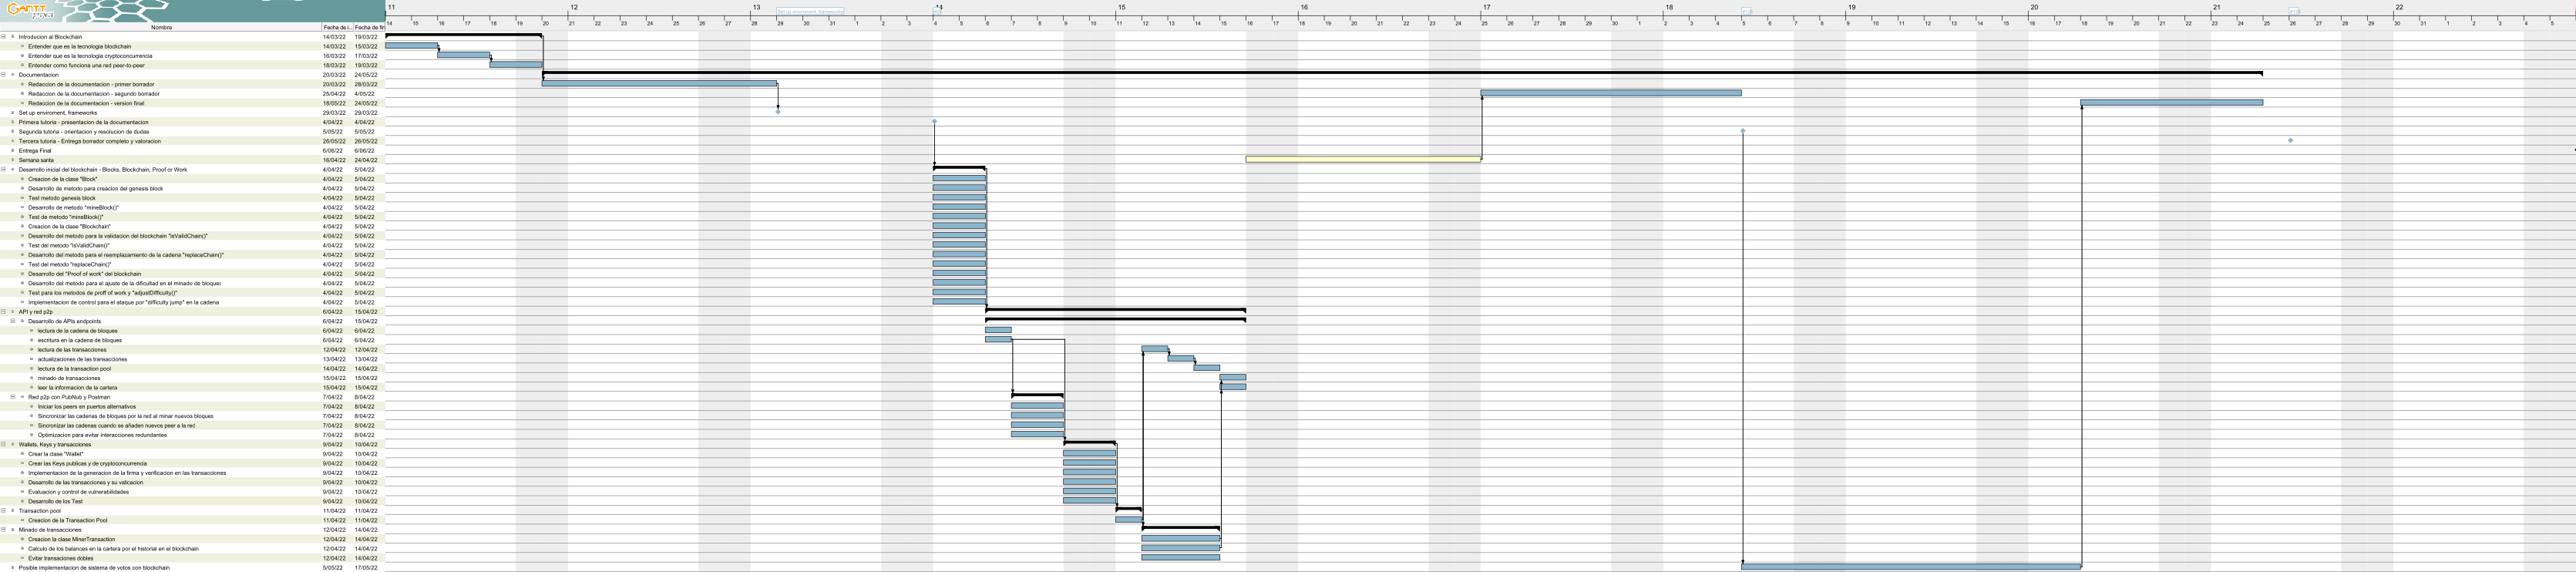 GANTT project
11 12 13 14 15 16 17 18 19 20 21 22
Set up enviroment, frameworks
14 15 16 17 18 19 20 21 22 23 24 25 26 27 28 29 30 31 1 2 3 4 5 6 7 8 9 10 11 12 13 14 15 16 17 18 19 20 21 22 23 24 25 26 27 28 29 30 1 2 3 4 5 6 7 8 9 10 11 12 13 14 15 16 17 18 19 20 21 22 23 24 25 26 27 28 29 30 31 1 2 3 4 5
Nombre Fecha de i... Fecha de fin
Introducion al Blockchain 14/03/22 19/03/22
Entender que es la tecnologia blockchain 14/03/22 15/03/22
Entender que es la tecnologia cryptoconcurrencia 16/03/22 17/03/22
Entender como funciona una red peer-to-peer 18/03/22 19/03/22
Documentacion 20/03/22 24/05/22
Redaccion de la documentacion - primer borrador 20/03/22 28/03/22
Redaccion de la documentacion - segundo borrador 25/04/22 4/05/22
Redaccion de la documentacion - version final 18/05/22 24/05/22
Set up enviroment, frameworks 29/03/22 29/03/22
Primera tutoria - presentacion de la documentacion 4/04/22 4/04/22
Segunda tutoria - orientacion y resolucion de dudas 5/05/22 5/05/22
Tercera tutoria - Entrega borrador completo y valoracion 26/05/22 26/05/22
Entrega Final 6/06/22 6/06/22
Semana santa 16/04/22 24/04/22
Desarrollo inicial del blockchain - Blocks, Blockchain, Proof or Work 4/04/22 5/04/22
Creacion de la clase "Block" 4/04/22 5/04/22
Desarrollo de metodo para creacion del genesis block 4/04/22 5/04/22
Test metodo genesis block 4/04/22 5/04/22
Desarrollo de metodo "mineBlock()" 4/04/22 5/04/22
Test da metodo "mineBlock()" 4/04/22 5/04/22
Creacion de la clase "Blockchain" 4/04/22 5/04/22
Desarrollo del metodo para la validacion del blockchain "isValidChain()" 4/04/22 5/04/22
Test del metodo "isValidChain()" 4/04/22 5/04/22
Desarrollo del metodo para el reemplazamiento de la cadena "replaceChain()" 4/04/22 5/04/22
Test del metodo "replaceChain()" 4/04/22 5/04/22
Desarrollo del "Proof of work" del blockchain 4/04/22 5/04/22
Desarrollo del metodo para el ajuste de la dificultad en el minado de bloques 4/04/22 5/04/22
Test para los metodos de proff of work y "adjustDifficulty()" 4/04/22 5/04/22
Implementacion de control para el ataque por "difficulty jump" en la cadena 4/04/22 5/04/22
API y red p2p 6/04/22 15/04/22
Desarrollo de APIs endpoints 6/04/22 15/04/22
lectura de la cadena de bloques 6/04/22 6/04/22
escritura en la cadena de bloques 6/04/22 6/04/22
lectura de las transacciones 12/04/22 12/04/22
actualizaciones de las transacciones 13/04/22 13/04/22
lectura de la transaction pool 14/04/22 14/04/22
minado de transacciones 15/04/22 15/04/22
leer la informacion de la cartera 15/04/22 15/04/22
Red p2p con PubNub y Postman 7/04/22 8/04/22
Iniciar los peers en puertos alternativos 7/04/22 8/04/22
Sincronizar las cadenas de bloques por la red al minar nuevos bloques 7/04/22 8/04/22
Sincronizar las cadenas cuando se añaden nuevos peer a la red 7/04/22 8/04/22
Optimizacion para evitar interacciones redundantes 7/04/22 8/04/22
Wallets, Keys y transacciones 9/04/22 10/04/22
Crear la clase "Wallet" 9/04/22 10/04/22
Crear las Keys publicas y de cryptoconcurrencia 9/04/22 10/04/22
Implementacion de la generacion de la firma y verificacion en las transacciones 9/04/22 10/04/22
Desarrollo de las transacciones y su valicacion 9/04/22 10/04/22
Evaluacion y control de vulnerabilidades 9/04/22 10/04/22
Desarrollo de los Test 9/04/22 10/04/22
Transaction pool 11/04/22 11/04/22
Creacion de la Transaction Pool 11/04/22 11/04/22
Minado de transacciones 12/04/22 14/04/22
Creacion la clase MinerTransaction 12/04/22 14/04/22
Calculo de los balances en la cartera por el historial en el blockchain 12/04/22 14/04/22
Evitar transaciones dobles 12/04/22 14/04/22
Posible implementacion de sistema de votos con blockchain 5/05/22 17/05/22